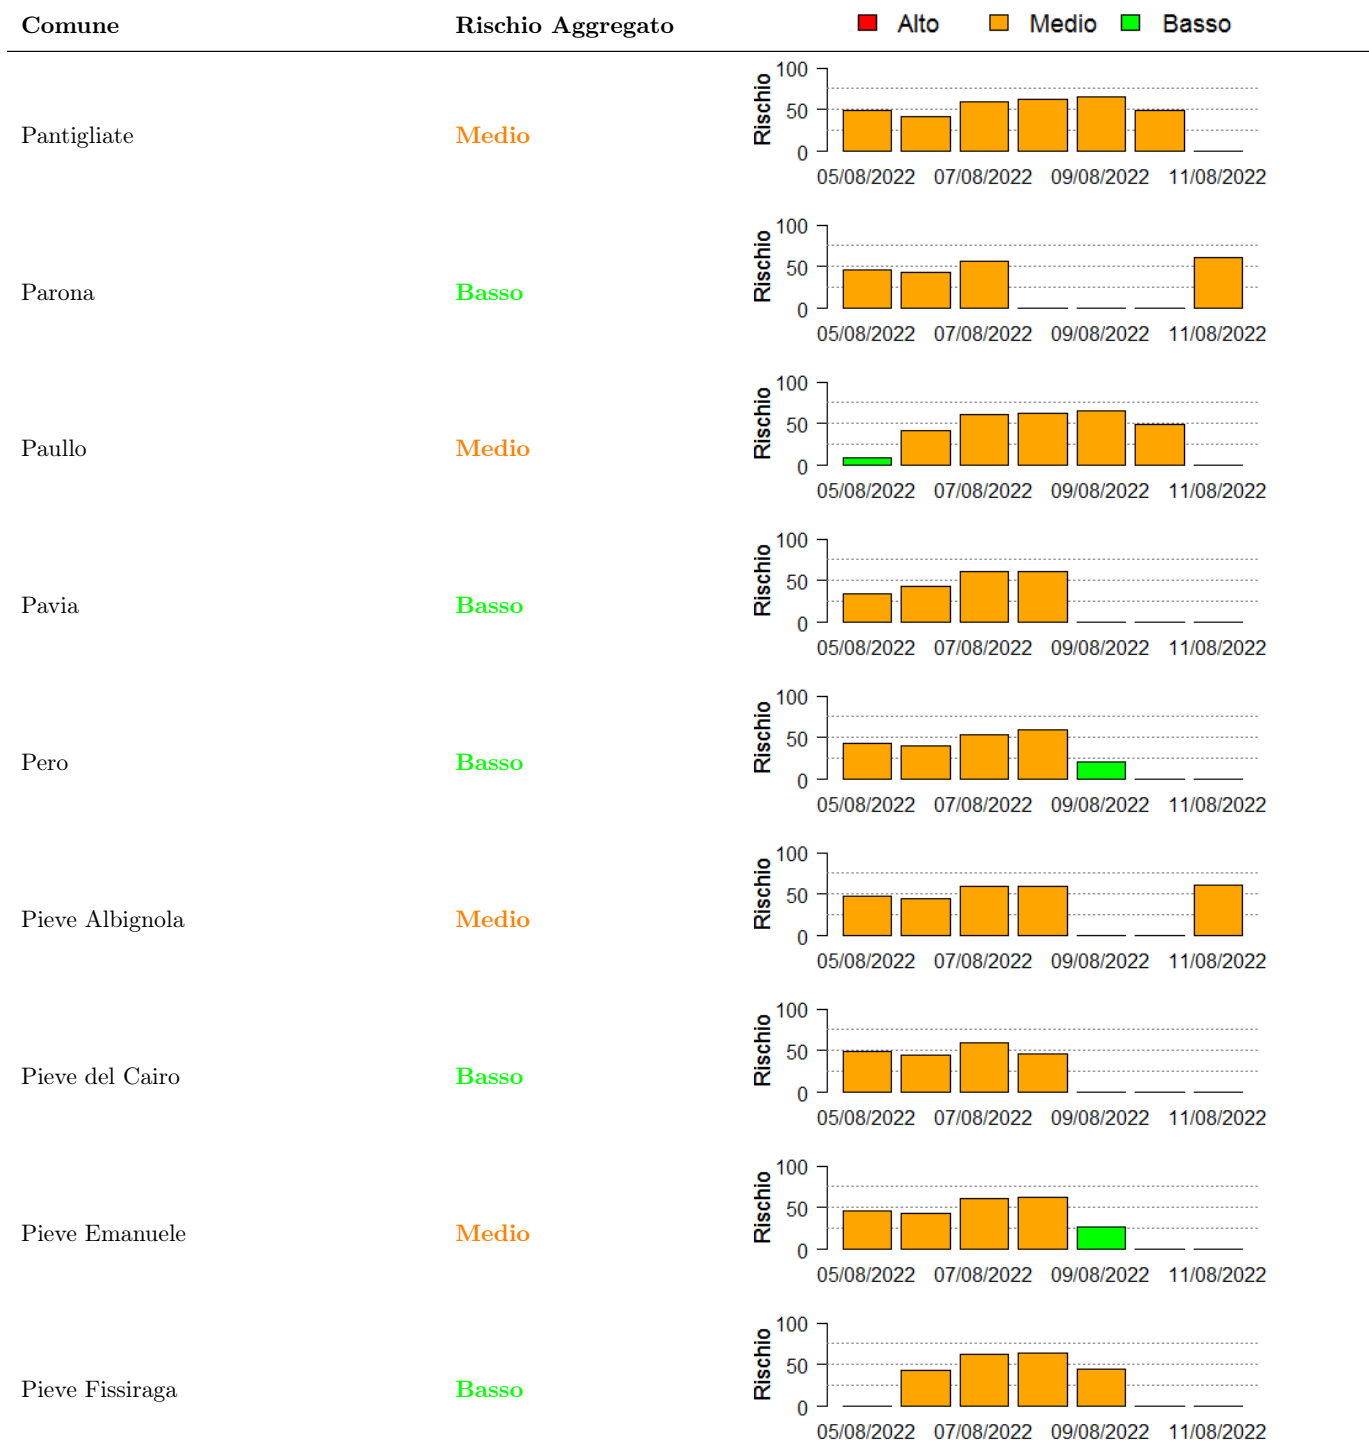 Comune Rischio Aggregato Alto Medio Basso
Pantigliate Medio
Rischio
100
50
0
05/08/2022 07/08/2022 09/08/2022 11/08/2022
Parona Basso
Rischio
100
50
0
05/08/2022 07/08/2022 09/08/2022 11/08/2022
Paullo Medio
Rischio
100
50
0
05/08/2022 07/08/2022 09/08/2022 11/08/2022
Pavia Basso
Rischio
100
50
0
05/08/2022 07/08/2022 09/08/2022 11/08/2022
Pero Basso
Rischio
100
50
0
05/08/2022 07/08/2022 09/08/2022 11/08/2022
Pieve Albignola Medio
Rischio
100
50
0
05/08/2022 07/08/2022 09/08/2022 11/08/2022
Pieve del Cairo Basso
Rischio
100
50
0
05/08/2022 07/08/2022 09/08/2022 11/08/2022
Pieve Emanuele Medio
Rischio
100
50
0
05/08/2022 07/08/2022 09/08/2022 11/08/2022
Pieve Fissiraga Basso
Rischio
100
50
0
05/08/2022 07/08/2022 09/08/2022 11/08/2022